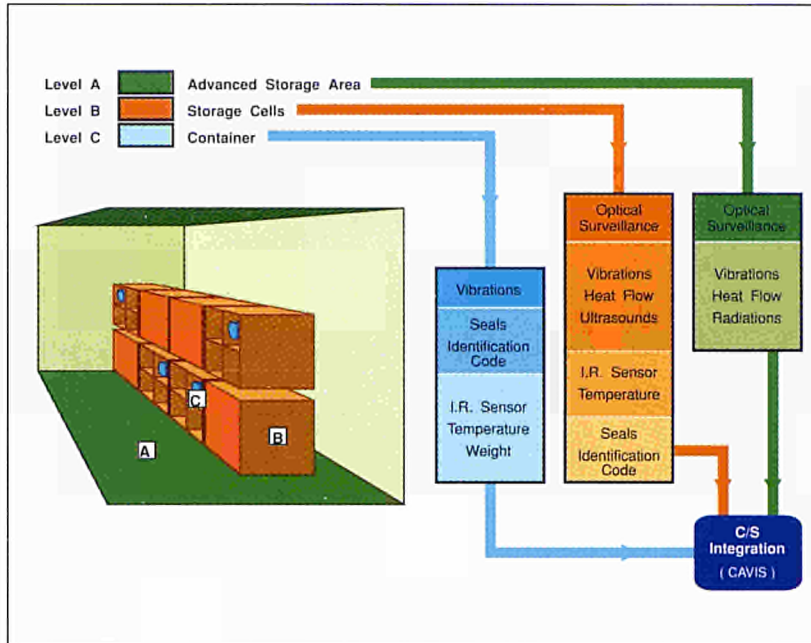 Level A Advanced Storage Area
Level B Storage Cells
Level C Container
A
C
B
Vibrations
Seals
Identification
Code
I.R. Sensor
Temperature
Weight
Optical
Surveillance
Vibrations
Heat Flow
Ultrasounds
I.R. Sensor
Temperature
Seals
Identification
Code
Optical
Surveillance
Vibrations
Heat Flow
Radiations
C/S
Integration
( CAVIS )